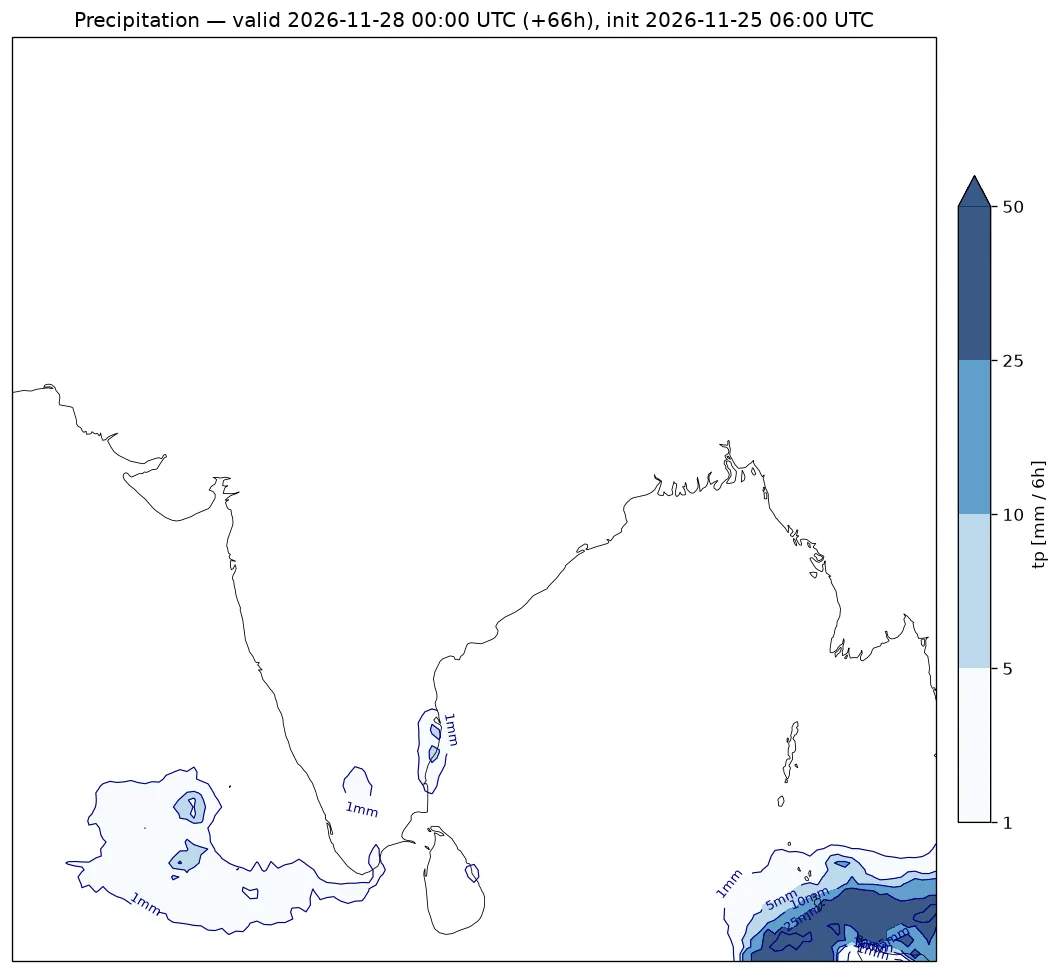 Precipitation — valid 2026-11-28 00:00 UTC (+66h), init 2026-11-25 06:00 UTC
50
25
10
5
1
tp [mm / 6h]
1mm
1mm
1mm
1mm
5mm
10mm
25mm
1mm